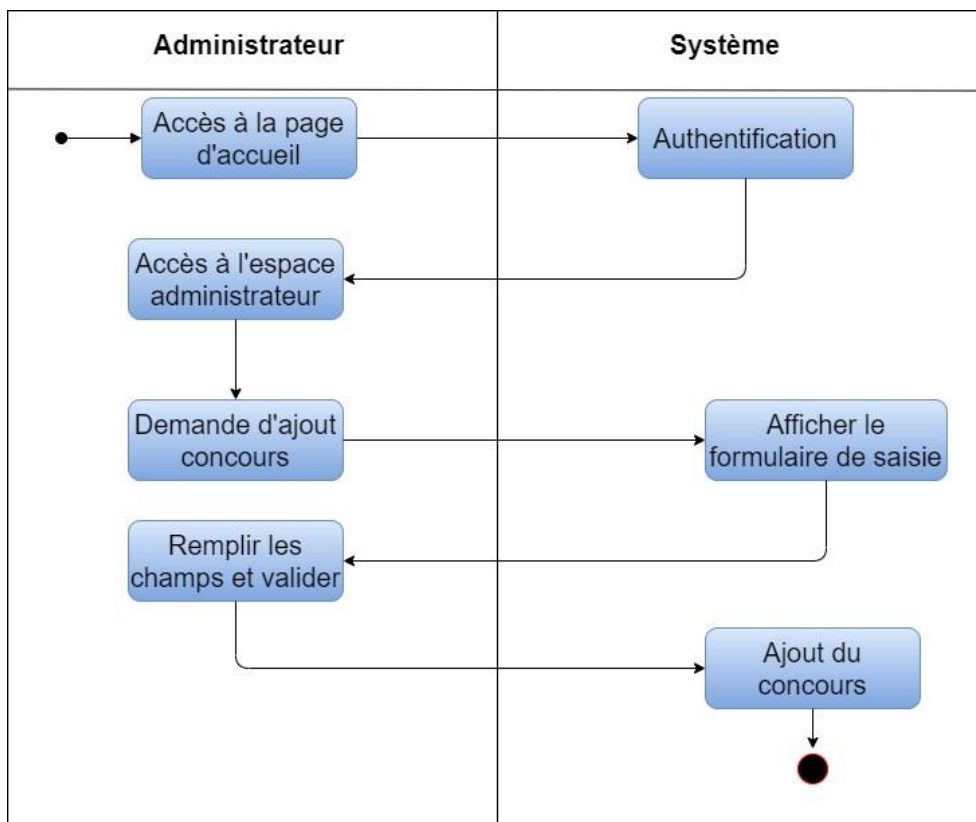 Administrateur
Système
Accès à la page
d'accueil
Authentification
Accès à l'espace
administrateur
Demande d'ajout
concours
Afficher le
formulaire de saisie
Remplir les
champs et valider
Ajout du
concours